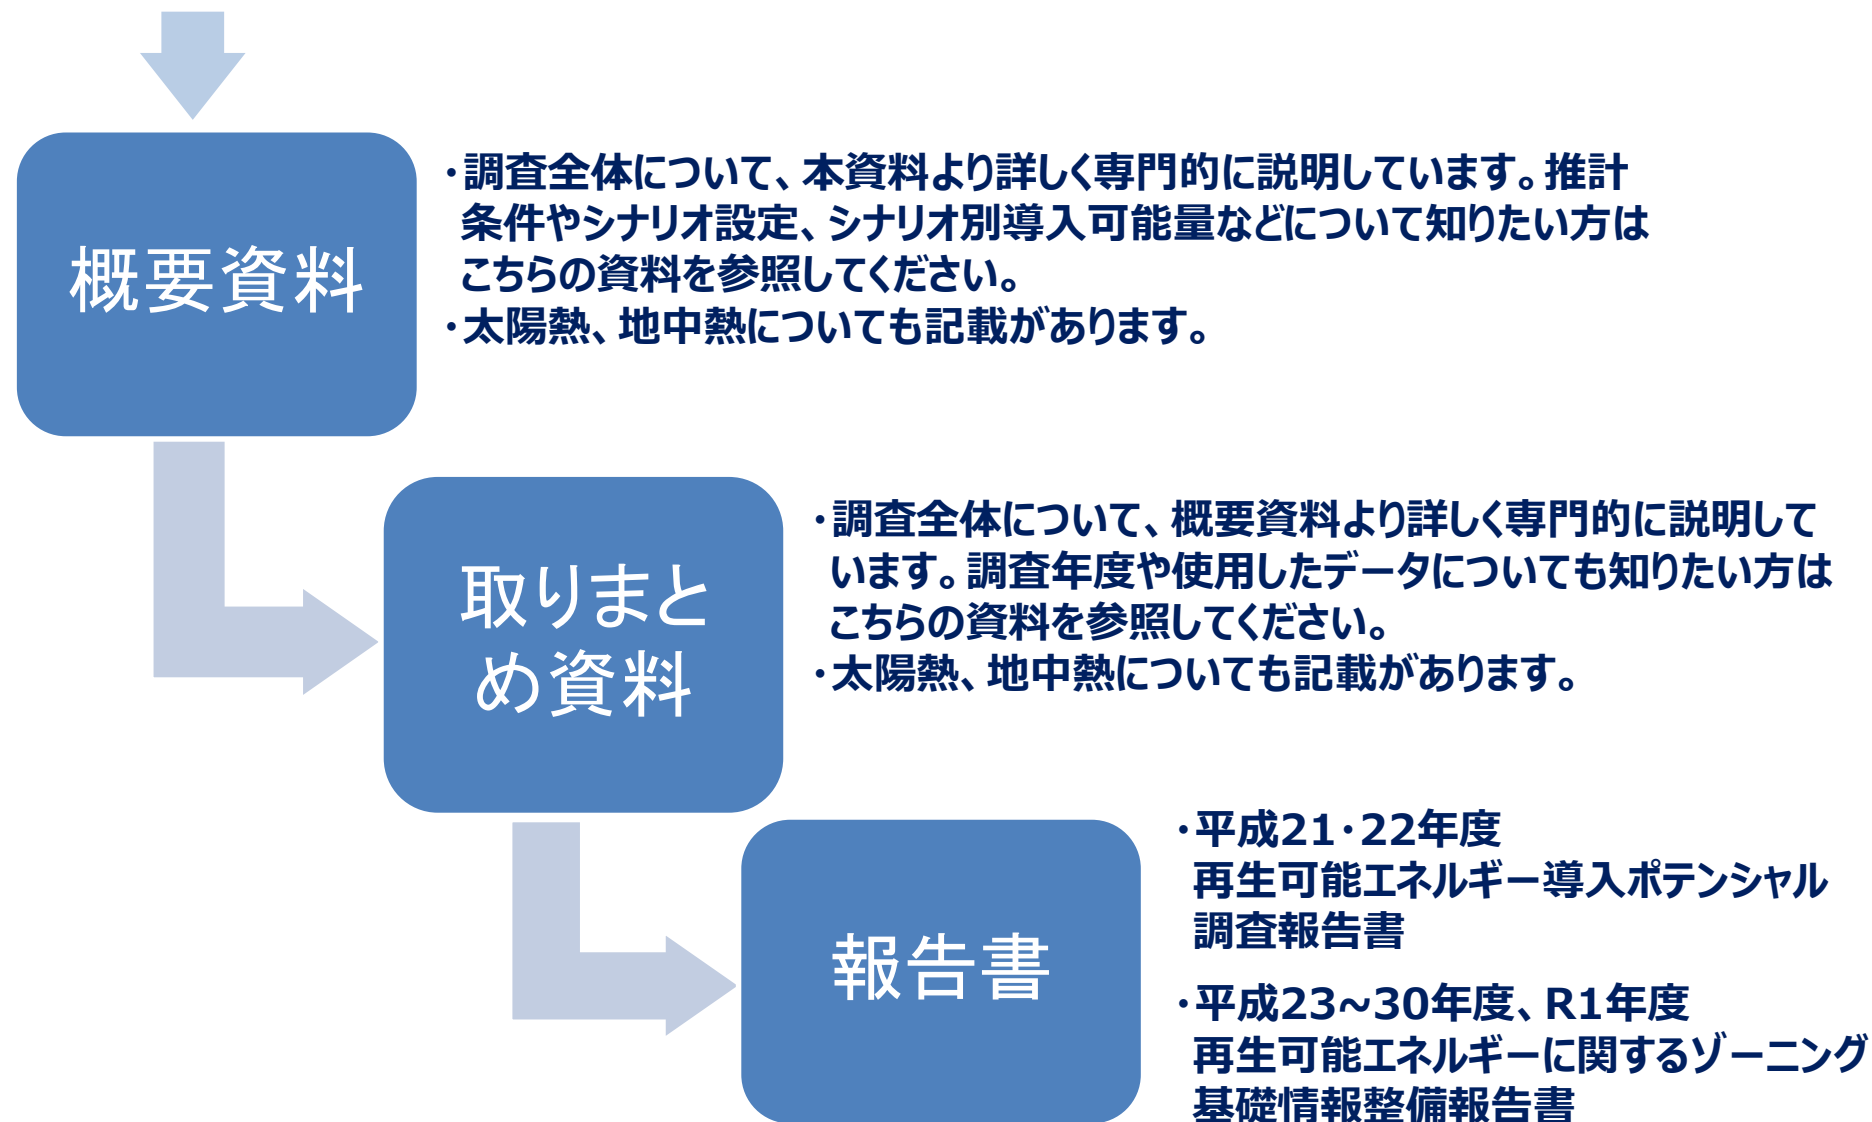 概要資料
・調査全体について、本資料より詳しく専門的に説明しています。推計
条件やシナリオ設定、シナリオ別導入可能量などについて知りたい方は
こちらの資料を参照してください。
・太陽熱、地中熱についても記載があります。
取りまと
め資料
・調査全体について、概要資料より詳しく専門的に説明して
います。調査年度や使用したデータについても知りたい方は
こちらの資料を参照してください。
・太陽熱、地中熱についても記載があります。
報告書
・平成21・22年度
再生可能エネルギー導入ポテンシャル
調査報告書
・平成23~30年度、R1年度
再生可能エネルギーに関するゾーニング
基礎情報整備報告書